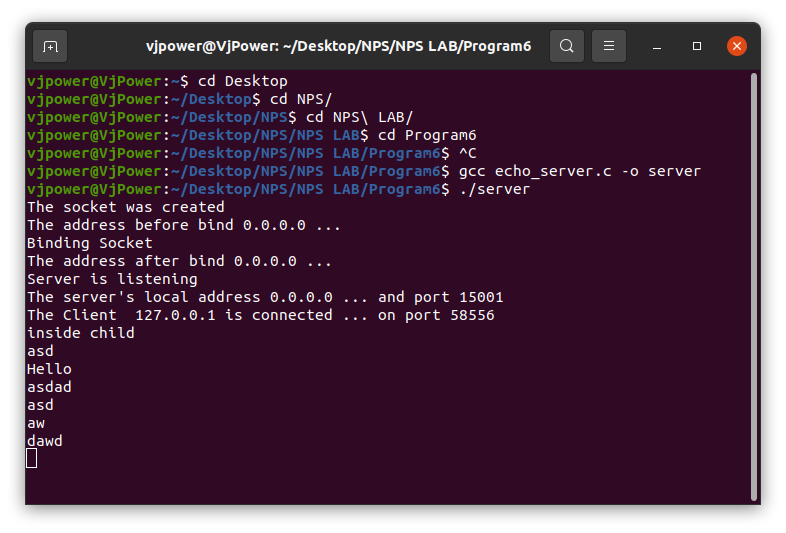 vjpower@VjPower: ~/Desktop/NPS/NPS LAB/Program6
vjpower@VjPower:~$ cd Desktop
vjpower@VjPower:~/Desktop$ cd NPS/
vjpower@VjPower:~/Desktop/NPS$ cd NPS\ LAB/
vjpower@VjPower:~/Desktop/NPS/NPS LAB$ cd Program6
vjpower@VjPower:~/Desktop/NPS/NPS LAB/Program6$ ^C
vjpower@VjPower:~/Desktop/NPS/NPS LAB/Program6$ gcc echo_server.c -o server
vjpower@VjPower:~/Desktop/NPS/NPS LAB/Program6$ ./server
The socket was created
The address before bind 0.0.0.0 ...
Binding Socket
The address after bind 0.0.0.0 ...
Server is listening
The server's local address 0.0.0.0 ... and port 15001
The Client  127.0.0.1 is connected ... on port 58556
inside child
asd
Hello
asdad
asd
aw
dawd